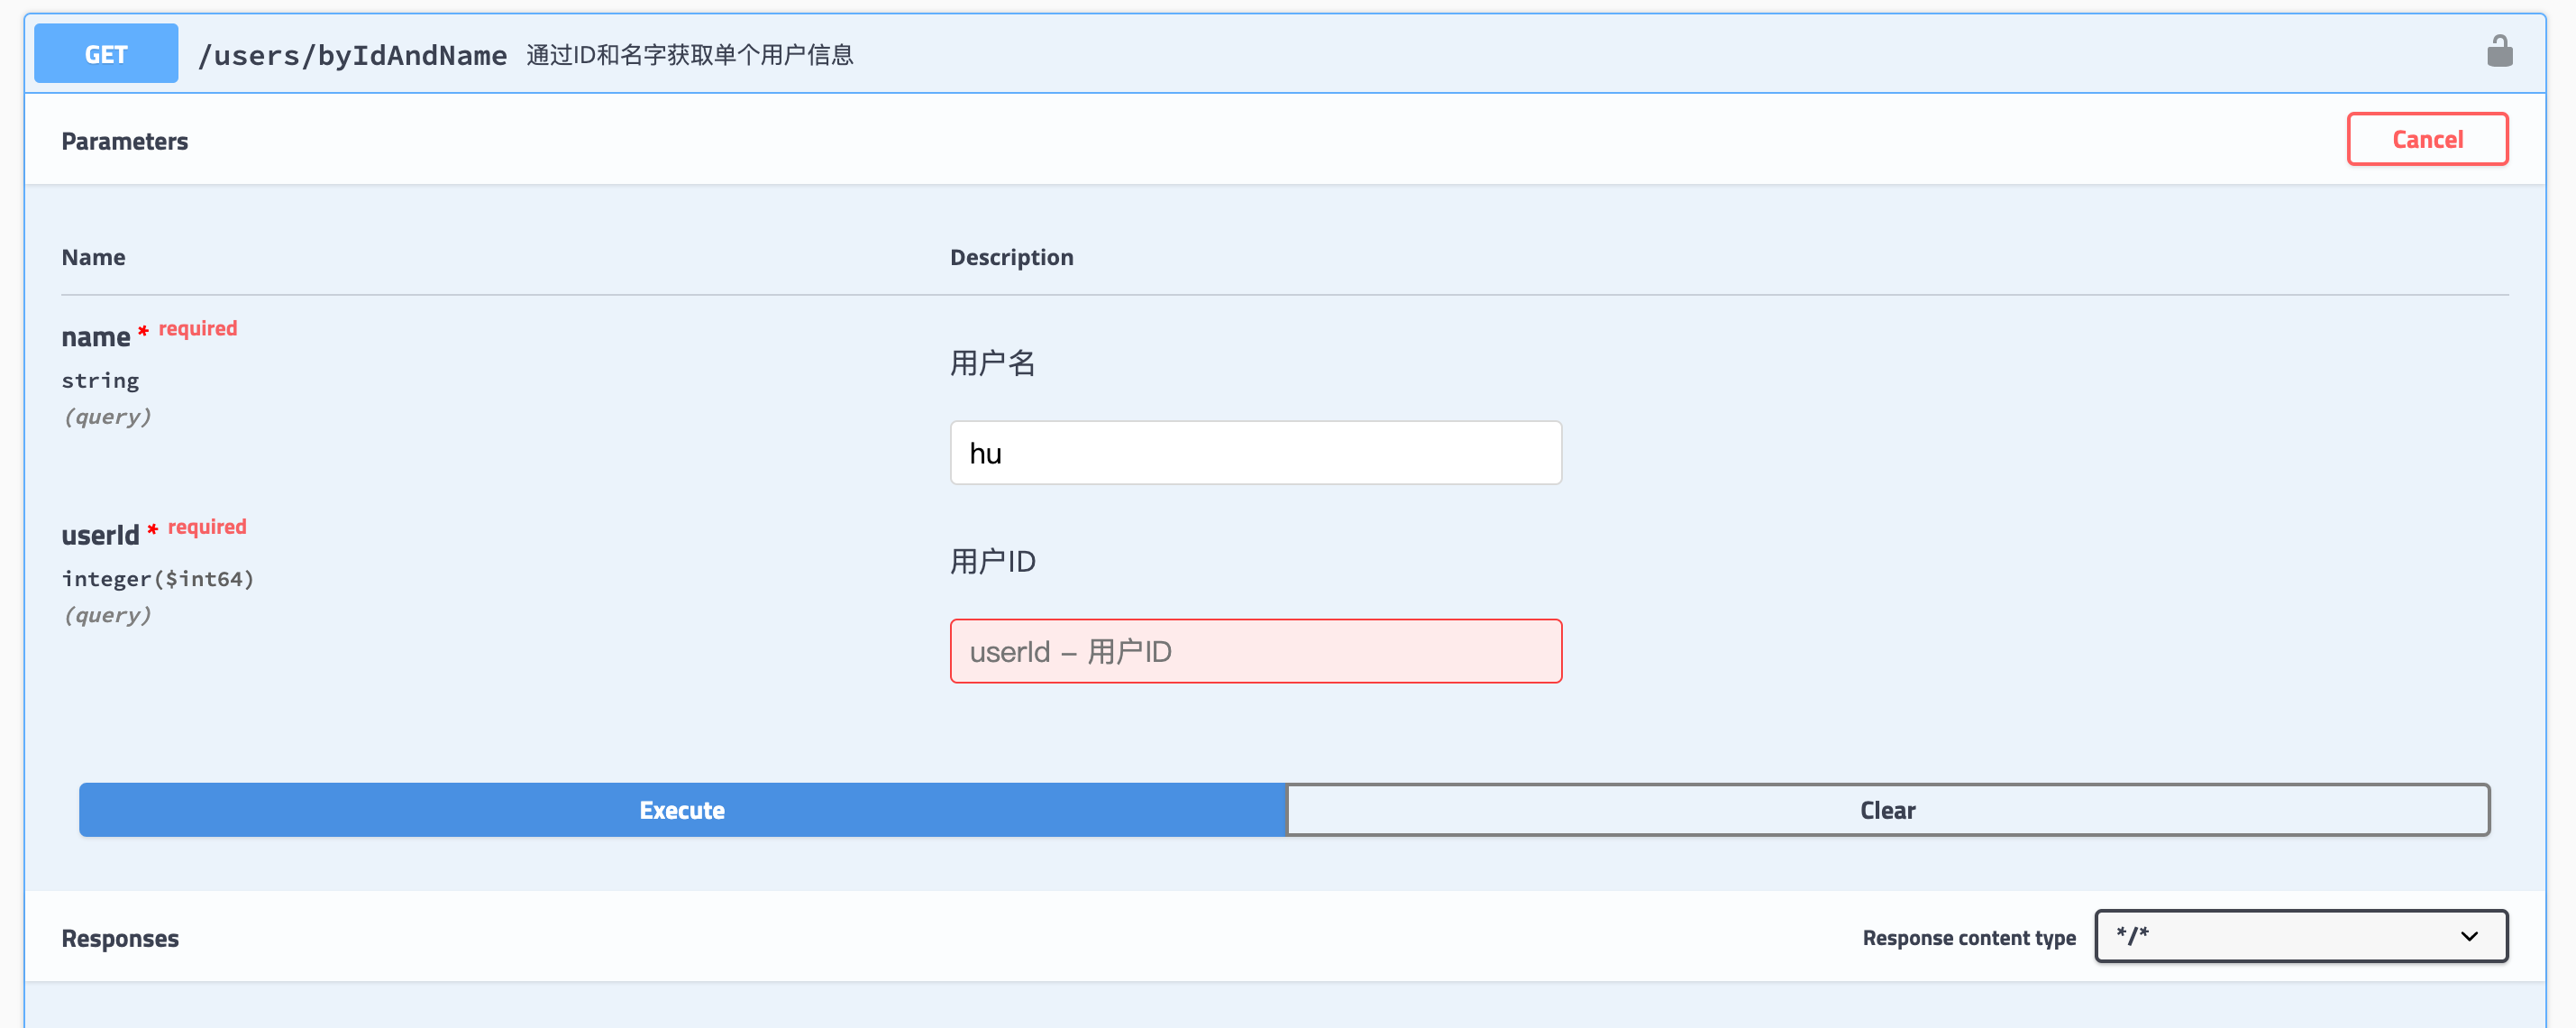 GET /users/byIdAndName 通过ID和名字获取单个用户信息
Parameters Cancel
Name Description
name * required
string
(query)
用户名
hu
userId * required
integer($int64)
(query)
用户ID
userId – 用户ID
Execute Clear
Responses Response content type */*